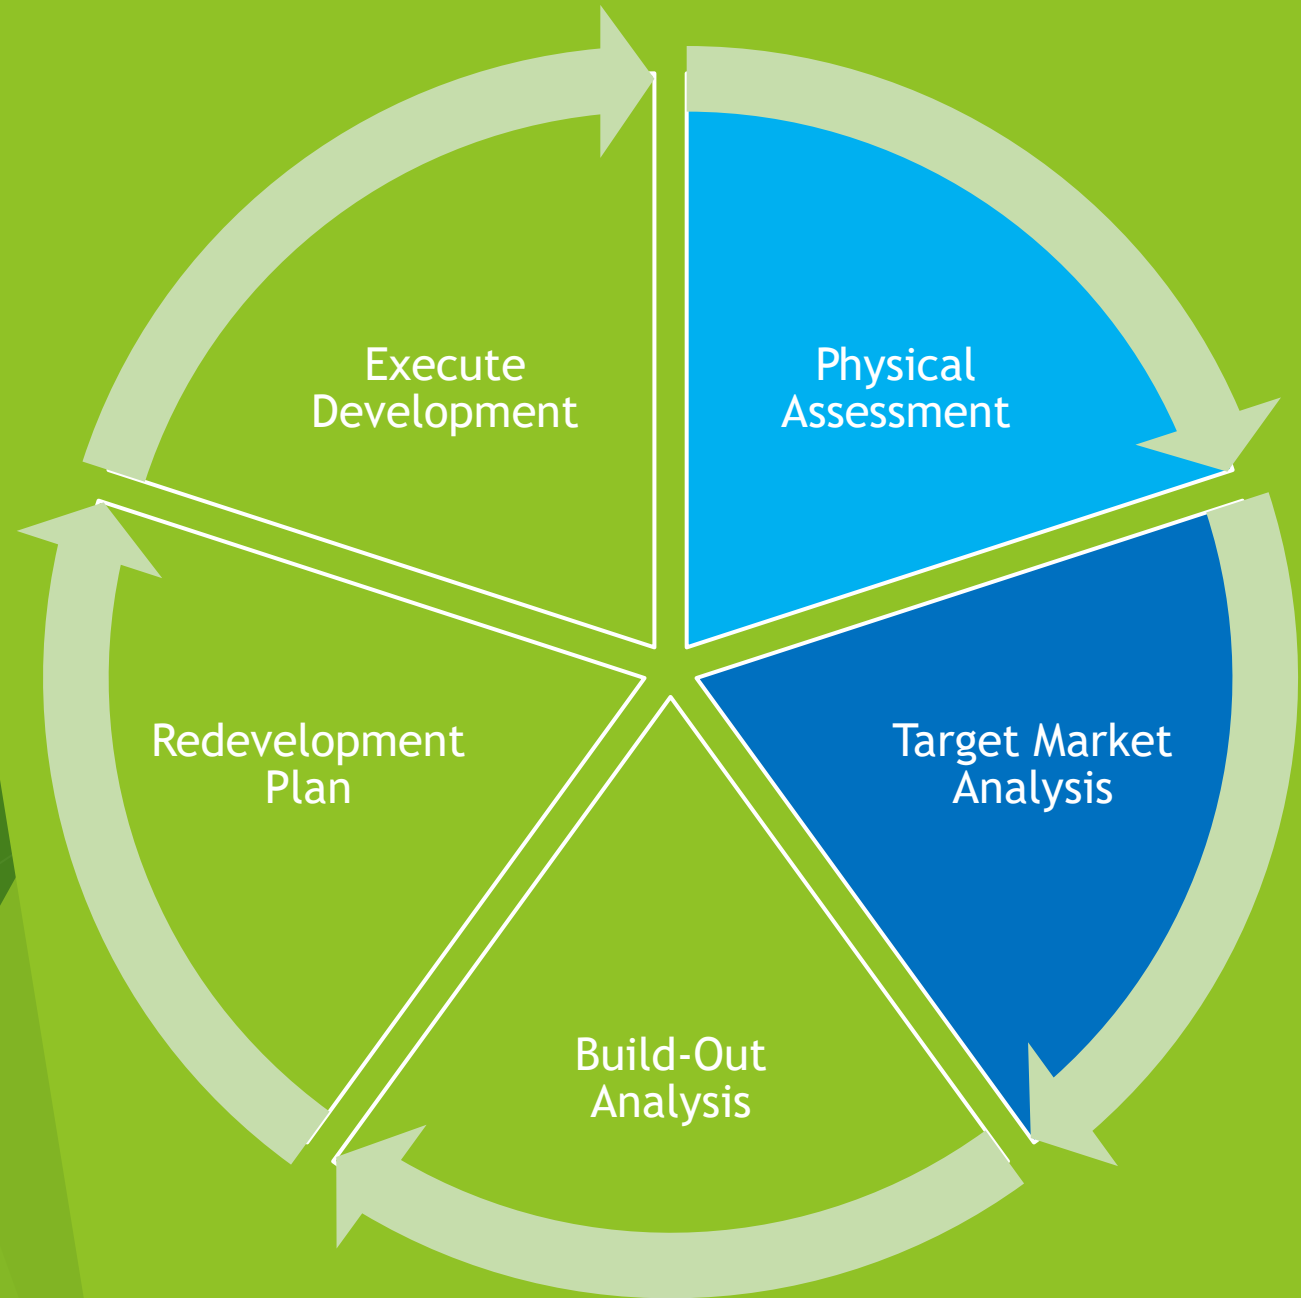 Execute
Development
Physical
Assessment
Redevelopment
Plan
Target Market
Analysis
Build-Out
Analysis